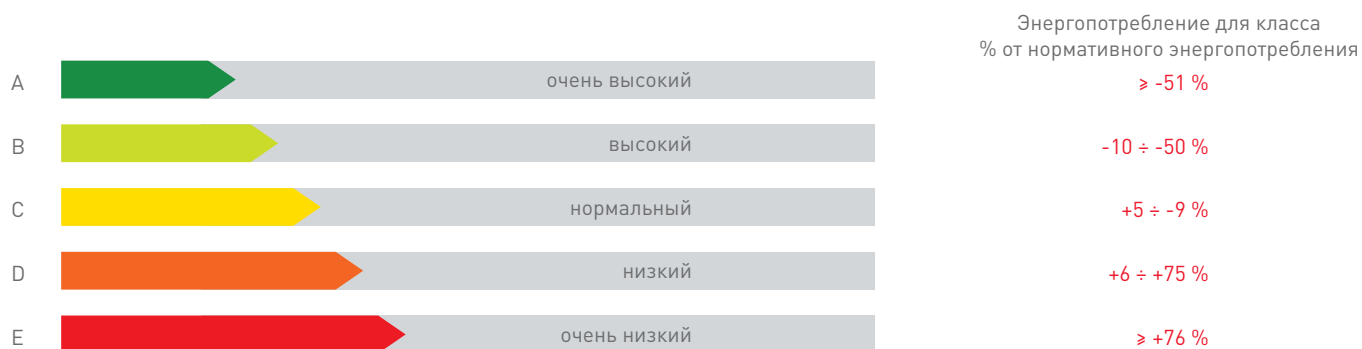 Энергопотребление для класса
% от нормативного энергопотребления
A очень высокий ⩾ -51 %
B высокий -10 ÷ -50 %
C нормальный +5 ÷ -9 %
D низкий +6 ÷ +75 %
E очень низкий ⩾ +76 %